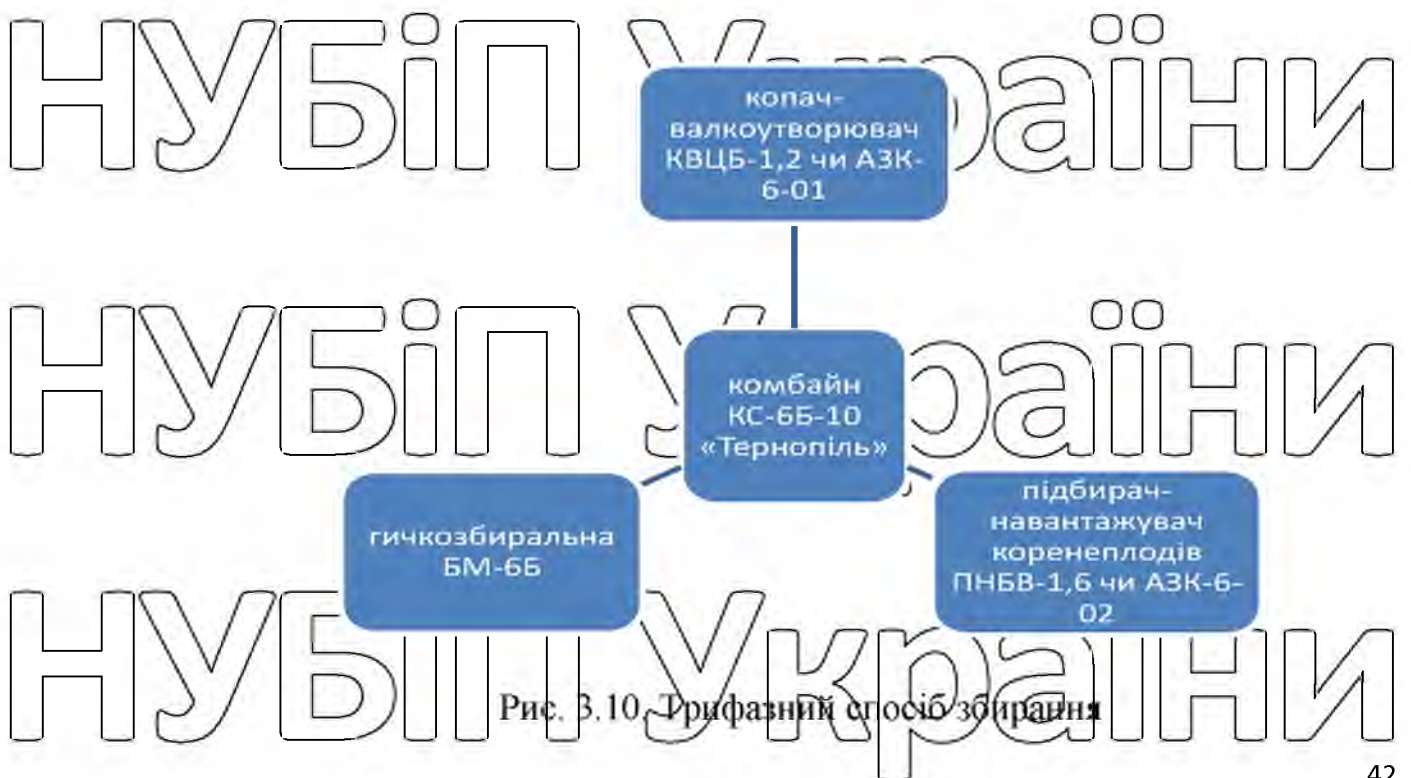 НУБіП України
копач-
валкоутворювач
КВЦБ-1,2 чи АЗК-
6-01
НУБіП України
комбайн
КС-6Б-10
«Тернопіль»
гичкозбиральна
БМ-6Б
підбирач-
навантажувач
коренеплодів
ПНБВ-1,6 чи АЗК-6-
02
НУБіП України
Рис. 3.10. Трифазний спосіб збирання
42